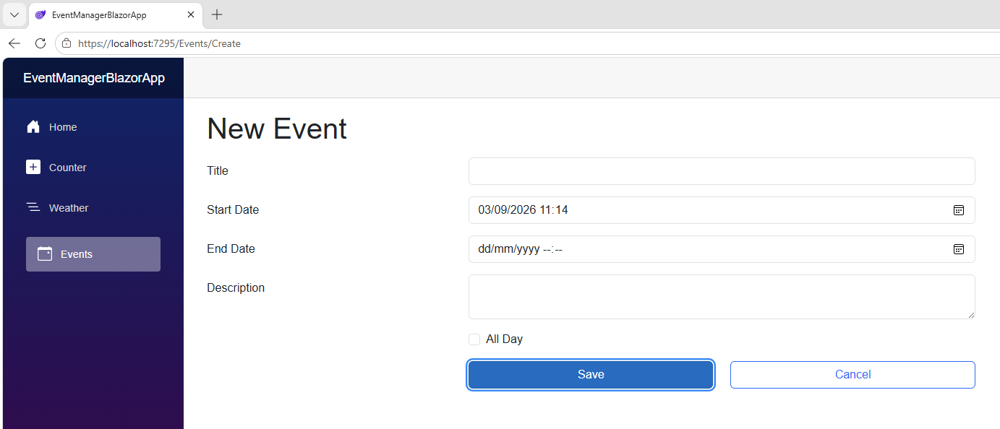 EventManagerBlazorApp
https://localhost:7295/Events/Create
EventManagerBlazorApp
Home
Counter
Weather
Events
New Event
Title
Start Date
03/09/2026 11:14
End Date
dd/mm/yyyy --:--
Description
All Day
Save
Cancel